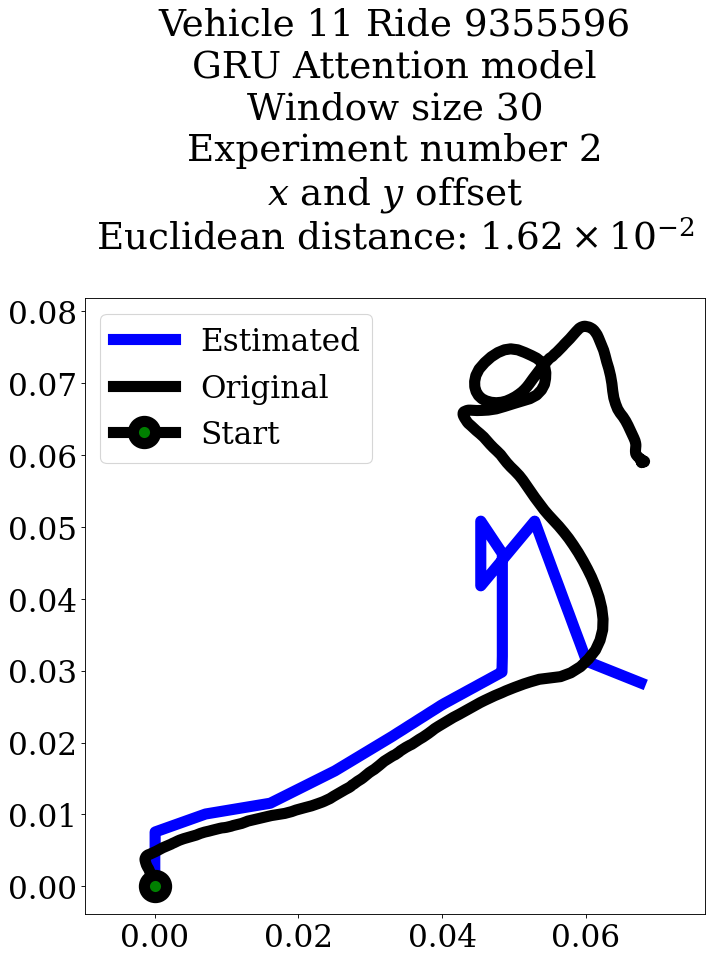 Vehicle 11 Ride 9355596
GRU Attention model
Window size 30
Experiment number 2
x and y offset
Euclidean distance: 1.62 × 10⁻²
Estimated
Original
Start
0.08
0.07
0.06
0.05
0.04
0.03
0.02
0.01
0.00
0.00 0.02 0.04 0.06